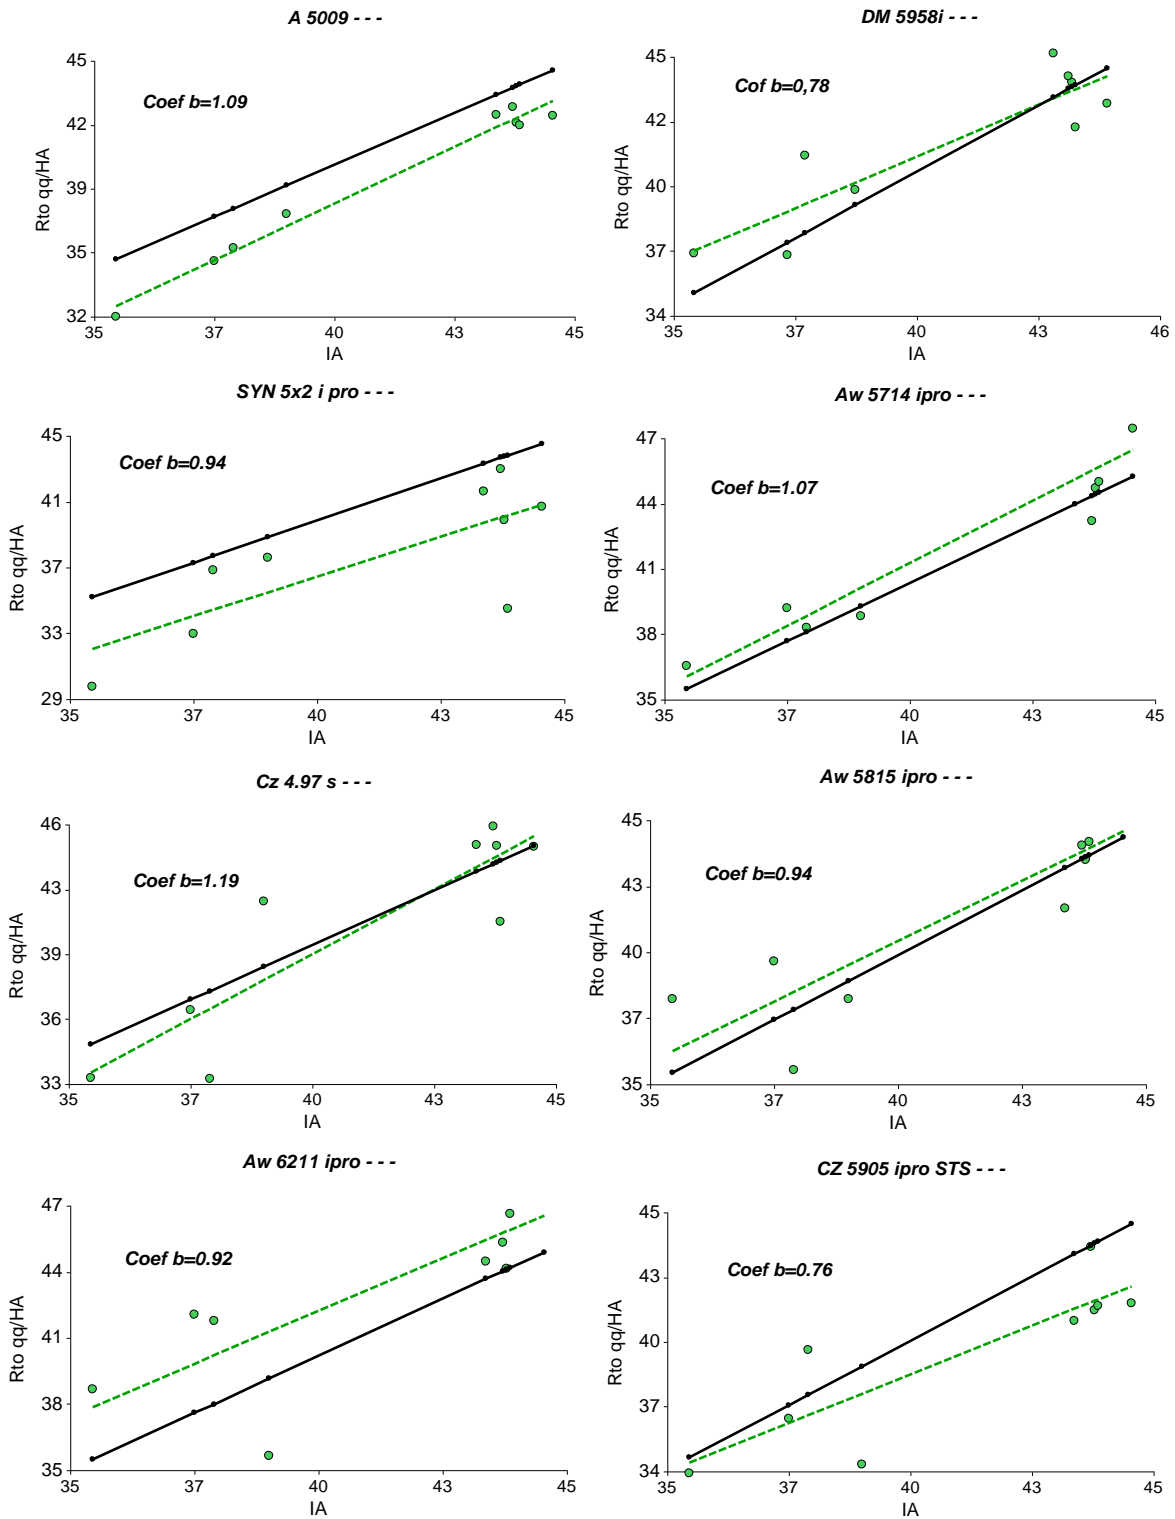 A 5009 - - -
Coef b=1.09
Rto qq/HA
45
42
39
35
32
35 37 40 43 45
IA
DM 5958i - - -
Cof b=0,78
Rto qq/HA
45
42
40
37
34
35 37 40 43 46
IA
SYN 5x2 i pro - - -
Coef b=0.94
Rto qq/HA
45
41
37
33
29
35 37 40 43 45
IA
Aw 5714 ipro - - -
Coef b=1.07
Rto qq/HA
47
44
41
38
35
35 37 40 43 45
IA
Cz 4.97 s - - -
Coef b=1.19
Rto qq/HA
46
43
39
36
33
35 37 40 43 45
IA
Aw 5815 ipro - - -
Coef b=0.94
Rto qq/HA
45
43
40
37
35
35 37 40 43 45
IA
Aw 6211 ipro - - -
Coef b=0.92
Rto qq/HA
47
44
41
38
35
35 37 40 43 45
IA
CZ 5905 ipro STS - - -
Coef b=0.76
Rto qq/HA
45
43
40
37
34
35 37 40 43 45
IA